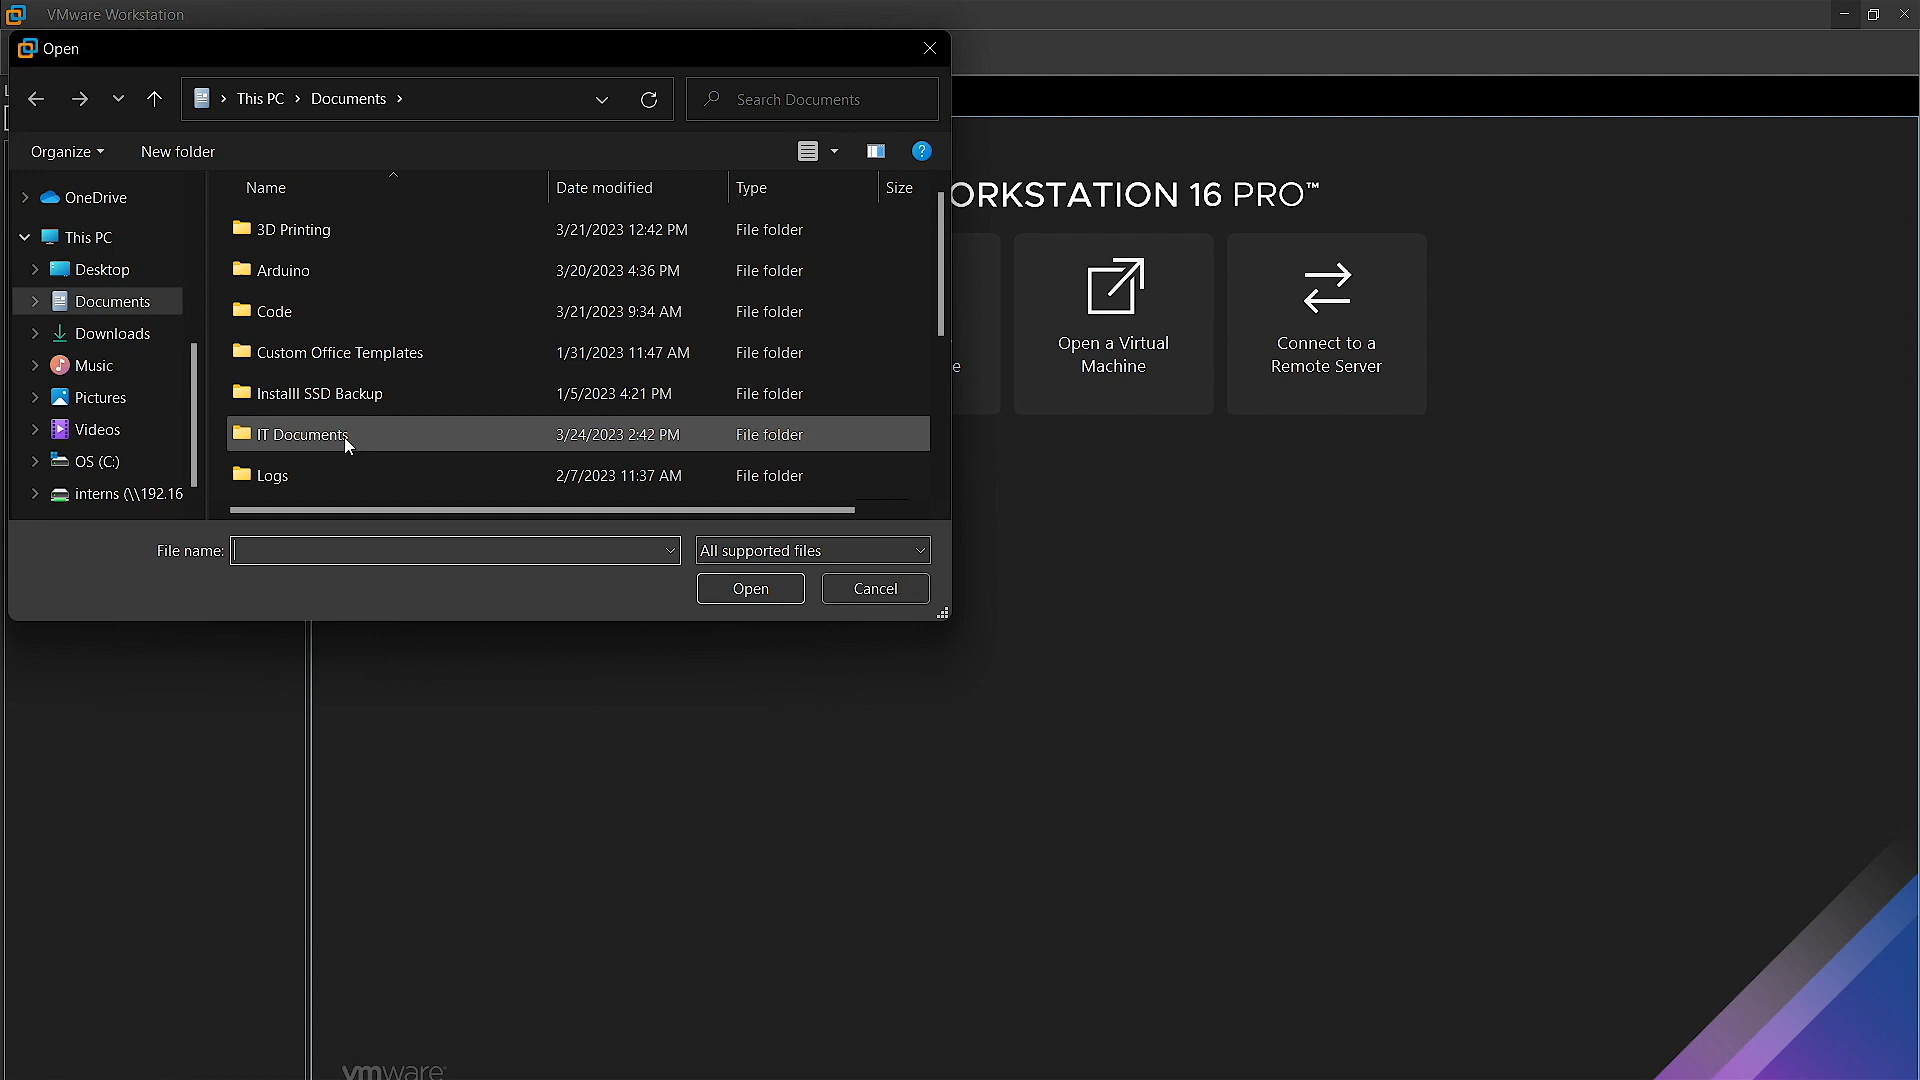 VMware Workstation
Open
This PC > Documents >
Search Documents
Organize
New folder
Name
Date modified
Type
Size
OneDrive
This PC
Desktop
Documents
Downloads
Music
Pictures
Videos
OS (C:)
interns (\\192.16
3D Printing 3/21/2023 12:42 PM File folder
Arduino 3/20/2023 4:36 PM File folder
Code 3/21/2023 9:34 AM File folder
Custom Office Templates 1/31/2023 11:47 AM File folder
Installl SSD Backup 1/5/2023 4:21 PM File folder
IT Documents 3/24/2023 2:42 PM File folder
Logs 2/7/2023 11:37 AM File folder
File name:
All supported files
Open
Cancel
ORKSTATION 16 PRO™
e
Open a Virtual
Machine
Connect to a
Remote Server
vmware